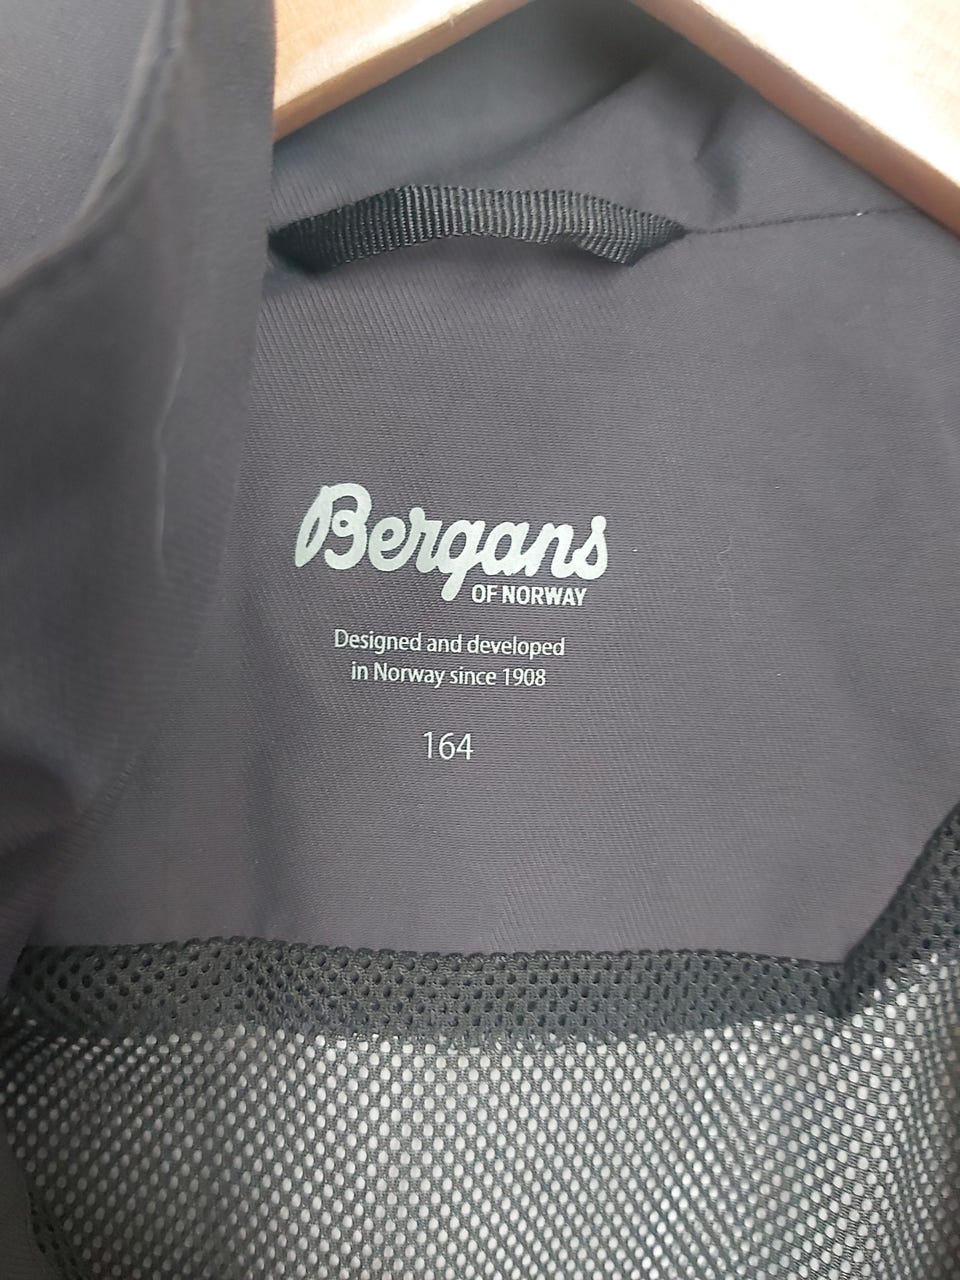 Bergans
OF NORWAY
Designed and developed
in Norway since 1908
164